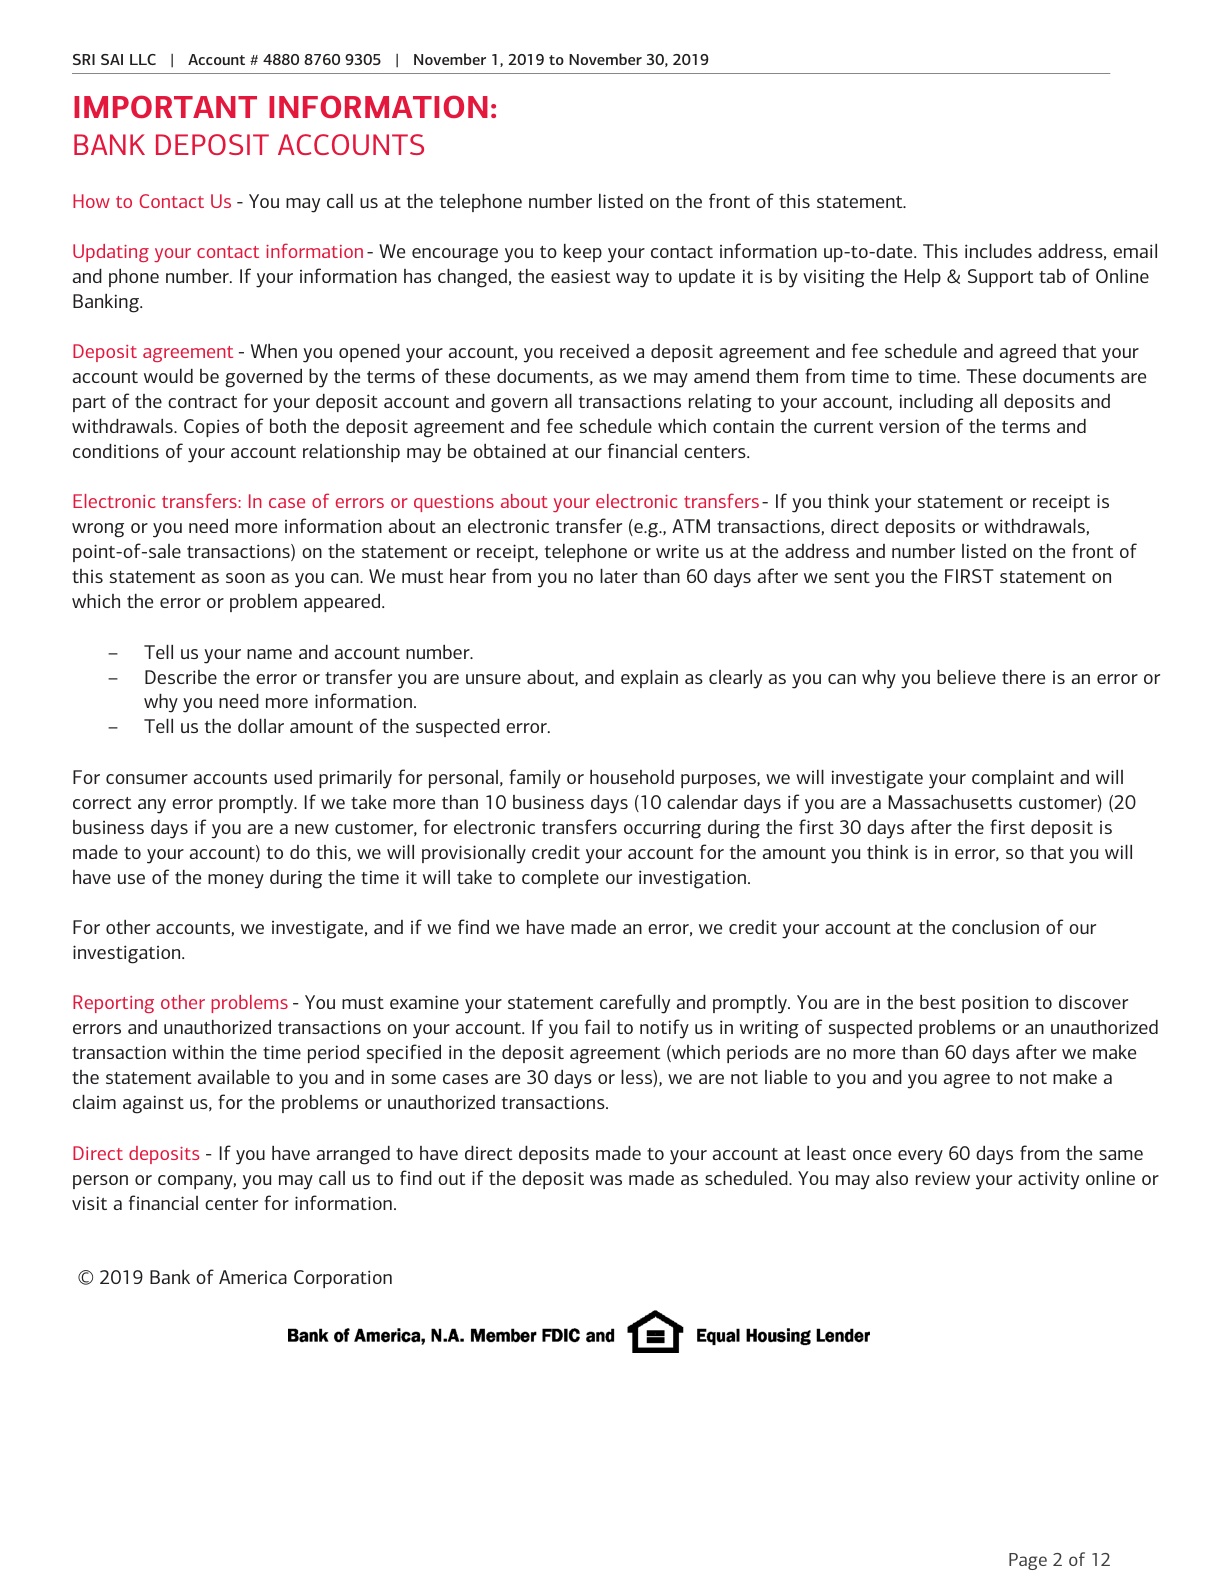 SRI SAI LLC | Account # 4880 8760 9305 | November 1, 2019 to November 30, 2019
IMPORTANT INFORMATION:
BANK DEPOSIT ACCOUNTS
How to Contact Us - You may call us at the telephone number listed on the front of this statement.
Updating your contact information - We encourage you to keep your contact information up-to-date. This includes address, email
and phone number. If your information has changed, the easiest way to update it is by visiting the Help & Support tab of Online
Banking.
Deposit agreement - When you opened your account, you received a deposit agreement and fee schedule and agreed that your
account would be governed by the terms of these documents, as we may amend them from time to time. These documents are
part of the contract for your deposit account and govern all transactions relating to your account, including all deposits and
withdrawals. Copies of both the deposit agreement and fee schedule which contain the current version of the terms and
conditions of your account relationship may be obtained at our financial centers.
Electronic transfers: In case of errors or questions about your electronic transfers - If you think your statement or receipt is
wrong or you need more information about an electronic transfer (e.g., ATM transactions, direct deposits or withdrawals,
point-of-sale transactions) on the statement or receipt, telephone or write us at the address and number listed on the front of
this statement as soon as you can. We must hear from you no later than 60 days after we sent you the FIRST statement on
which the error or problem appeared.
– Tell us your name and account number.
– Describe the error or transfer you are unsure about, and explain as clearly as you can why you believe there is an error or
why you need more information.
– Tell us the dollar amount of the suspected error.
For consumer accounts used primarily for personal, family or household purposes, we will investigate your complaint and will
correct any error promptly. If we take more than 10 business days (10 calendar days if you are a Massachusetts customer) (20
business days if you are a new customer, for electronic transfers occurring during the first 30 days after the first deposit is
made to your account) to do this, we will provisionally credit your account for the amount you think is in error, so that you will
have use of the money during the time it will take to complete our investigation.
For other accounts, we investigate, and if we find we have made an error, we credit your account at the conclusion of our
investigation.
Reporting other problems - You must examine your statement carefully and promptly. You are in the best position to discover
errors and unauthorized transactions on your account. If you fail to notify us in writing of suspected problems or an unauthorized
transaction within the time period specified in the deposit agreement (which periods are no more than 60 days after we make
the statement available to you and in some cases are 30 days or less), we are not liable to you and you agree to not make a
claim against us, for the problems or unauthorized transactions.
Direct deposits - If you have arranged to have direct deposits made to your account at least once every 60 days from the same
person or company, you may call us to find out if the deposit was made as scheduled. You may also review your activity online or
visit a financial center for information.
© 2019 Bank of America Corporation
Bank of America, N.A. Member FDIC and Equal Housing Lender
Page 2 of 12